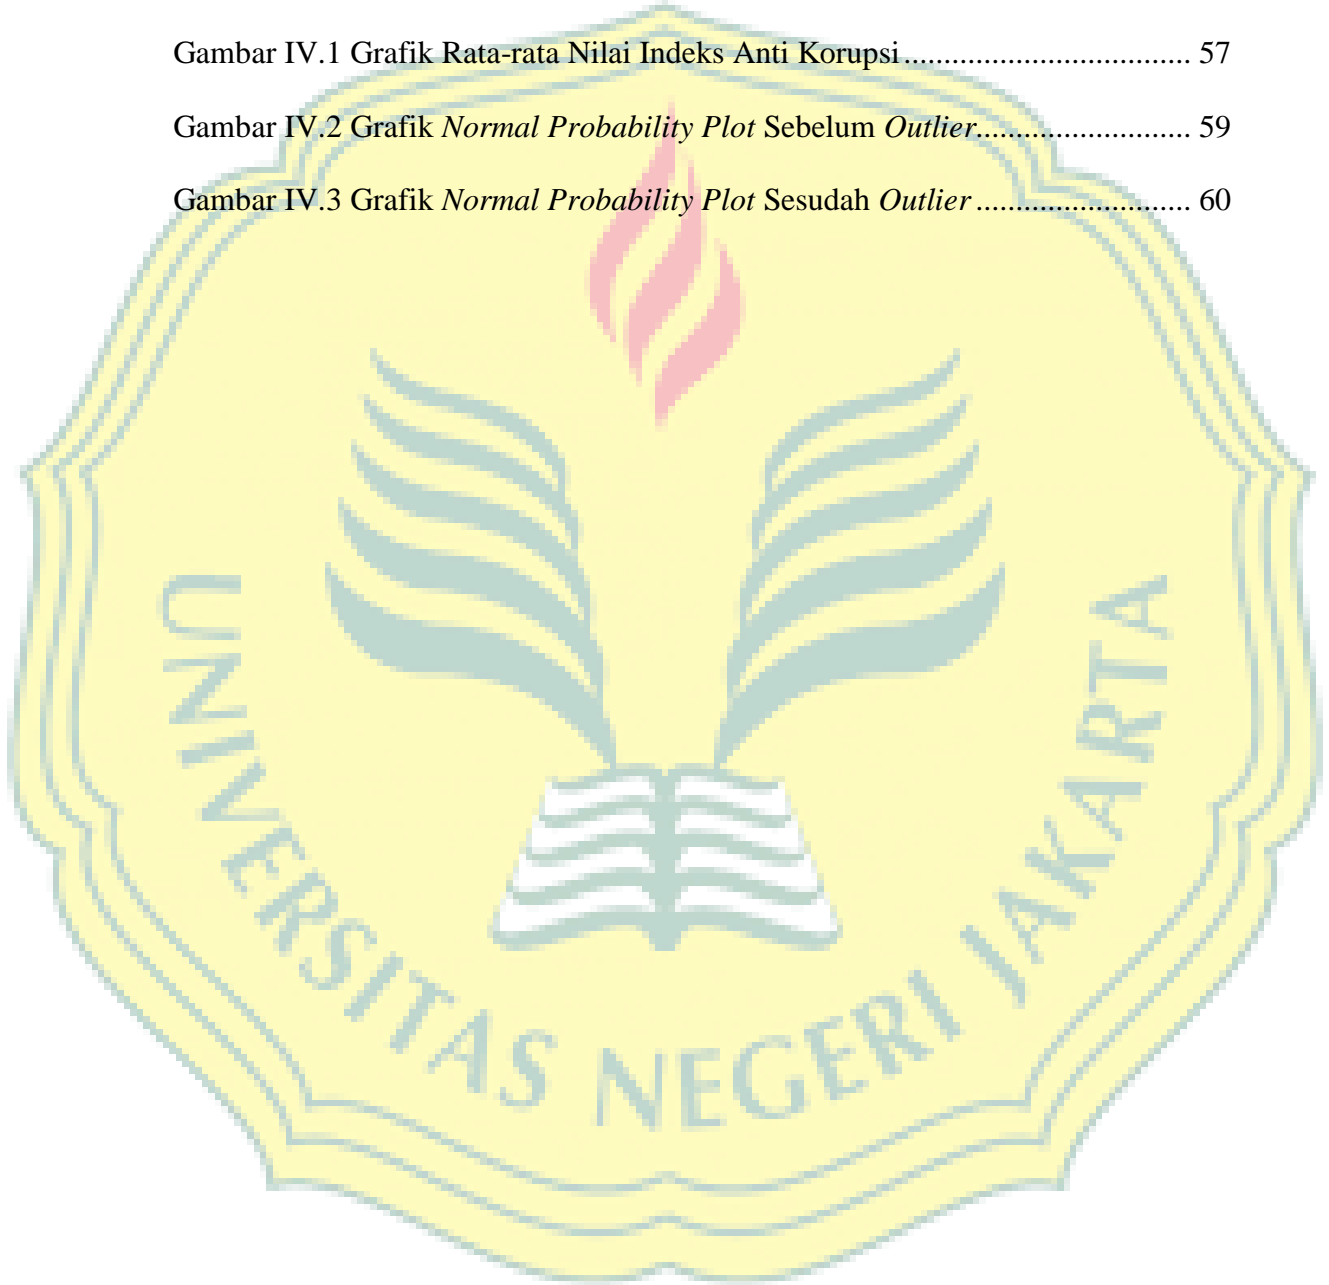 Gambar IV.1 Grafik Rata-rata Nilai Indeks Anti Korupsi.................................... 57
Gambar IV.2 Grafik Normal Probability Plot Sebelum Outlier........................... 59
Gambar IV.3 Grafik Normal Probability Plot Sesudah Outlier........................... 60
UNIVERSITAS NEGERI JAKARTA